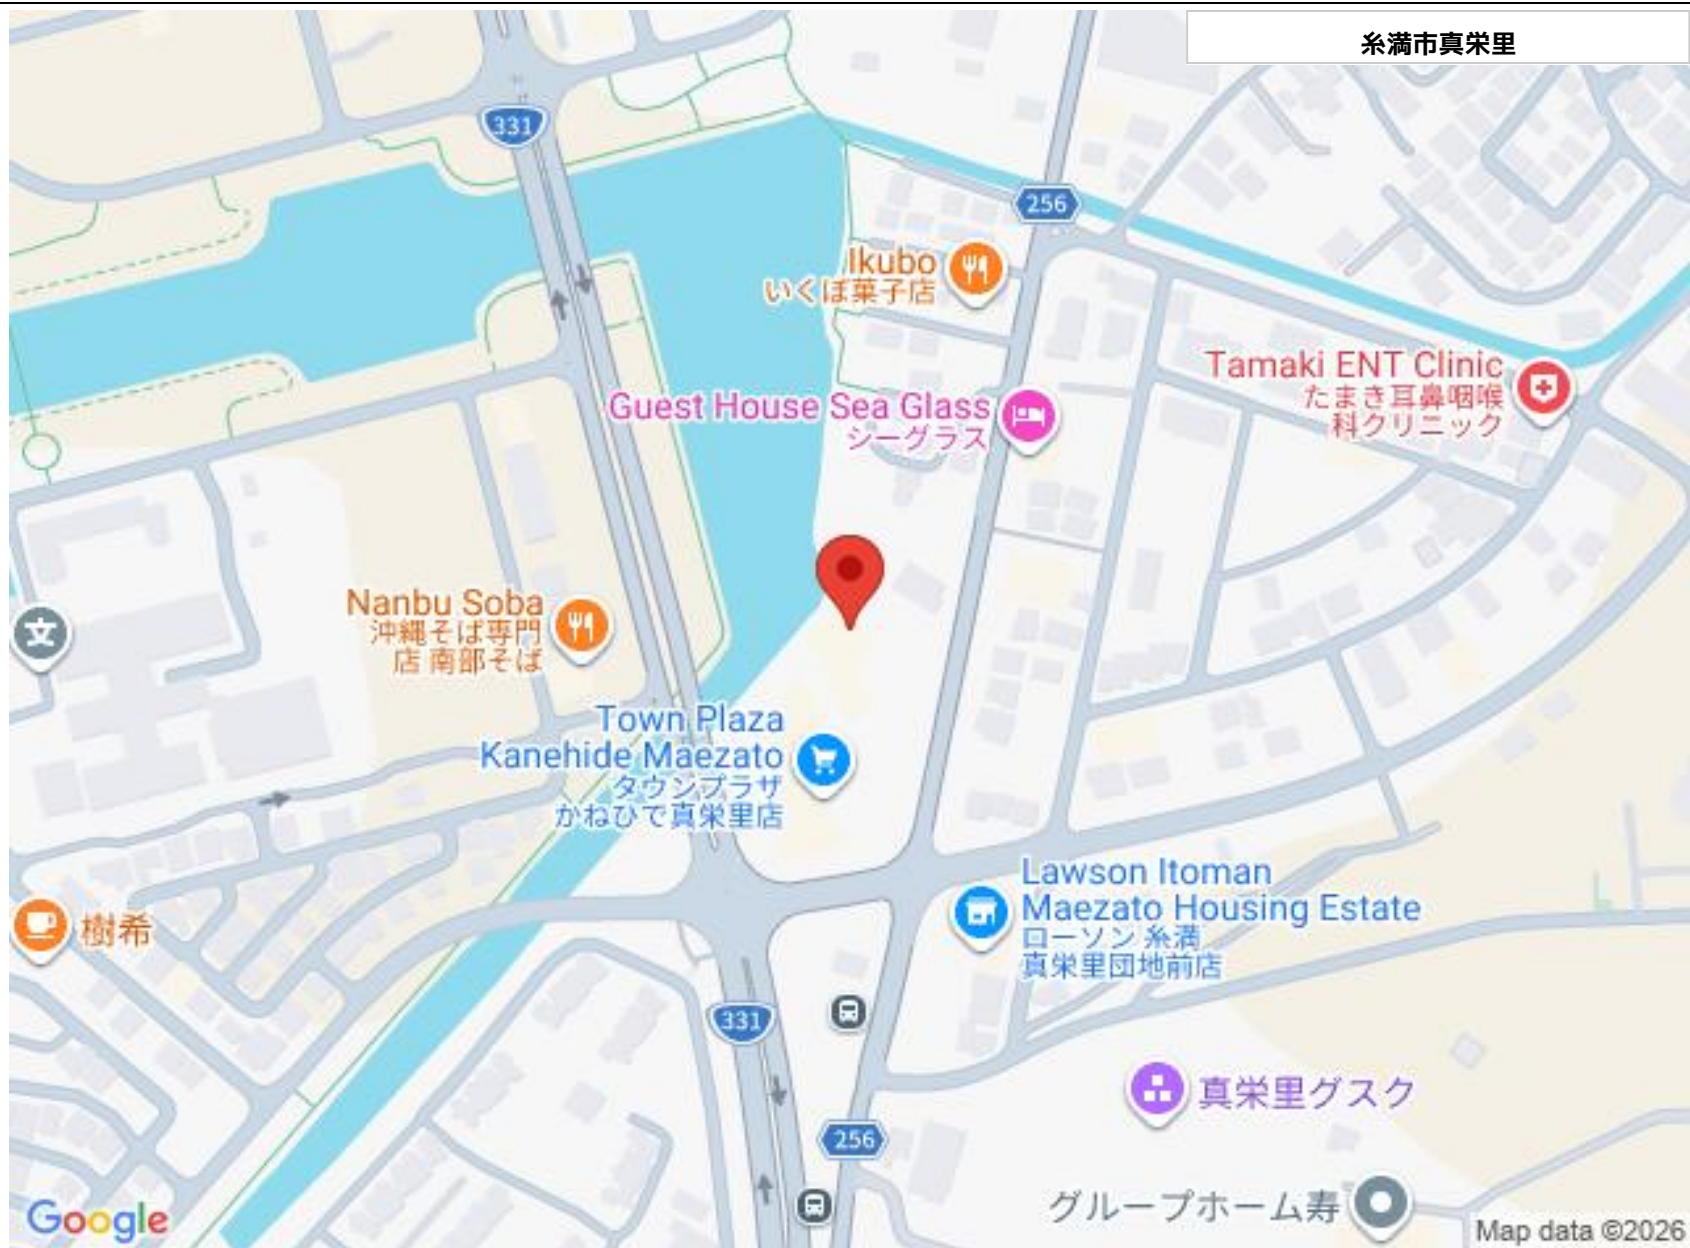 糸満市真栄里
331
256
Ikubo
いくぼ菓子店
Tamaki ENT Clinic
たまき耳鼻咽喉
科クリニック
Guest House Sea Glass
シーグラス
Nanbu Soba
沖縄そば専門
店 南部そば
文
Town Plaza
Kanehide Maezato
タウンプラザ
かねひで真栄里店
Lawson Itoman
Maezato Housing Estate
ローソン 糸満
真栄里団地前店
樹希
331
真栄里グスク
256
グループホーム寿
Google
Map data ©2026